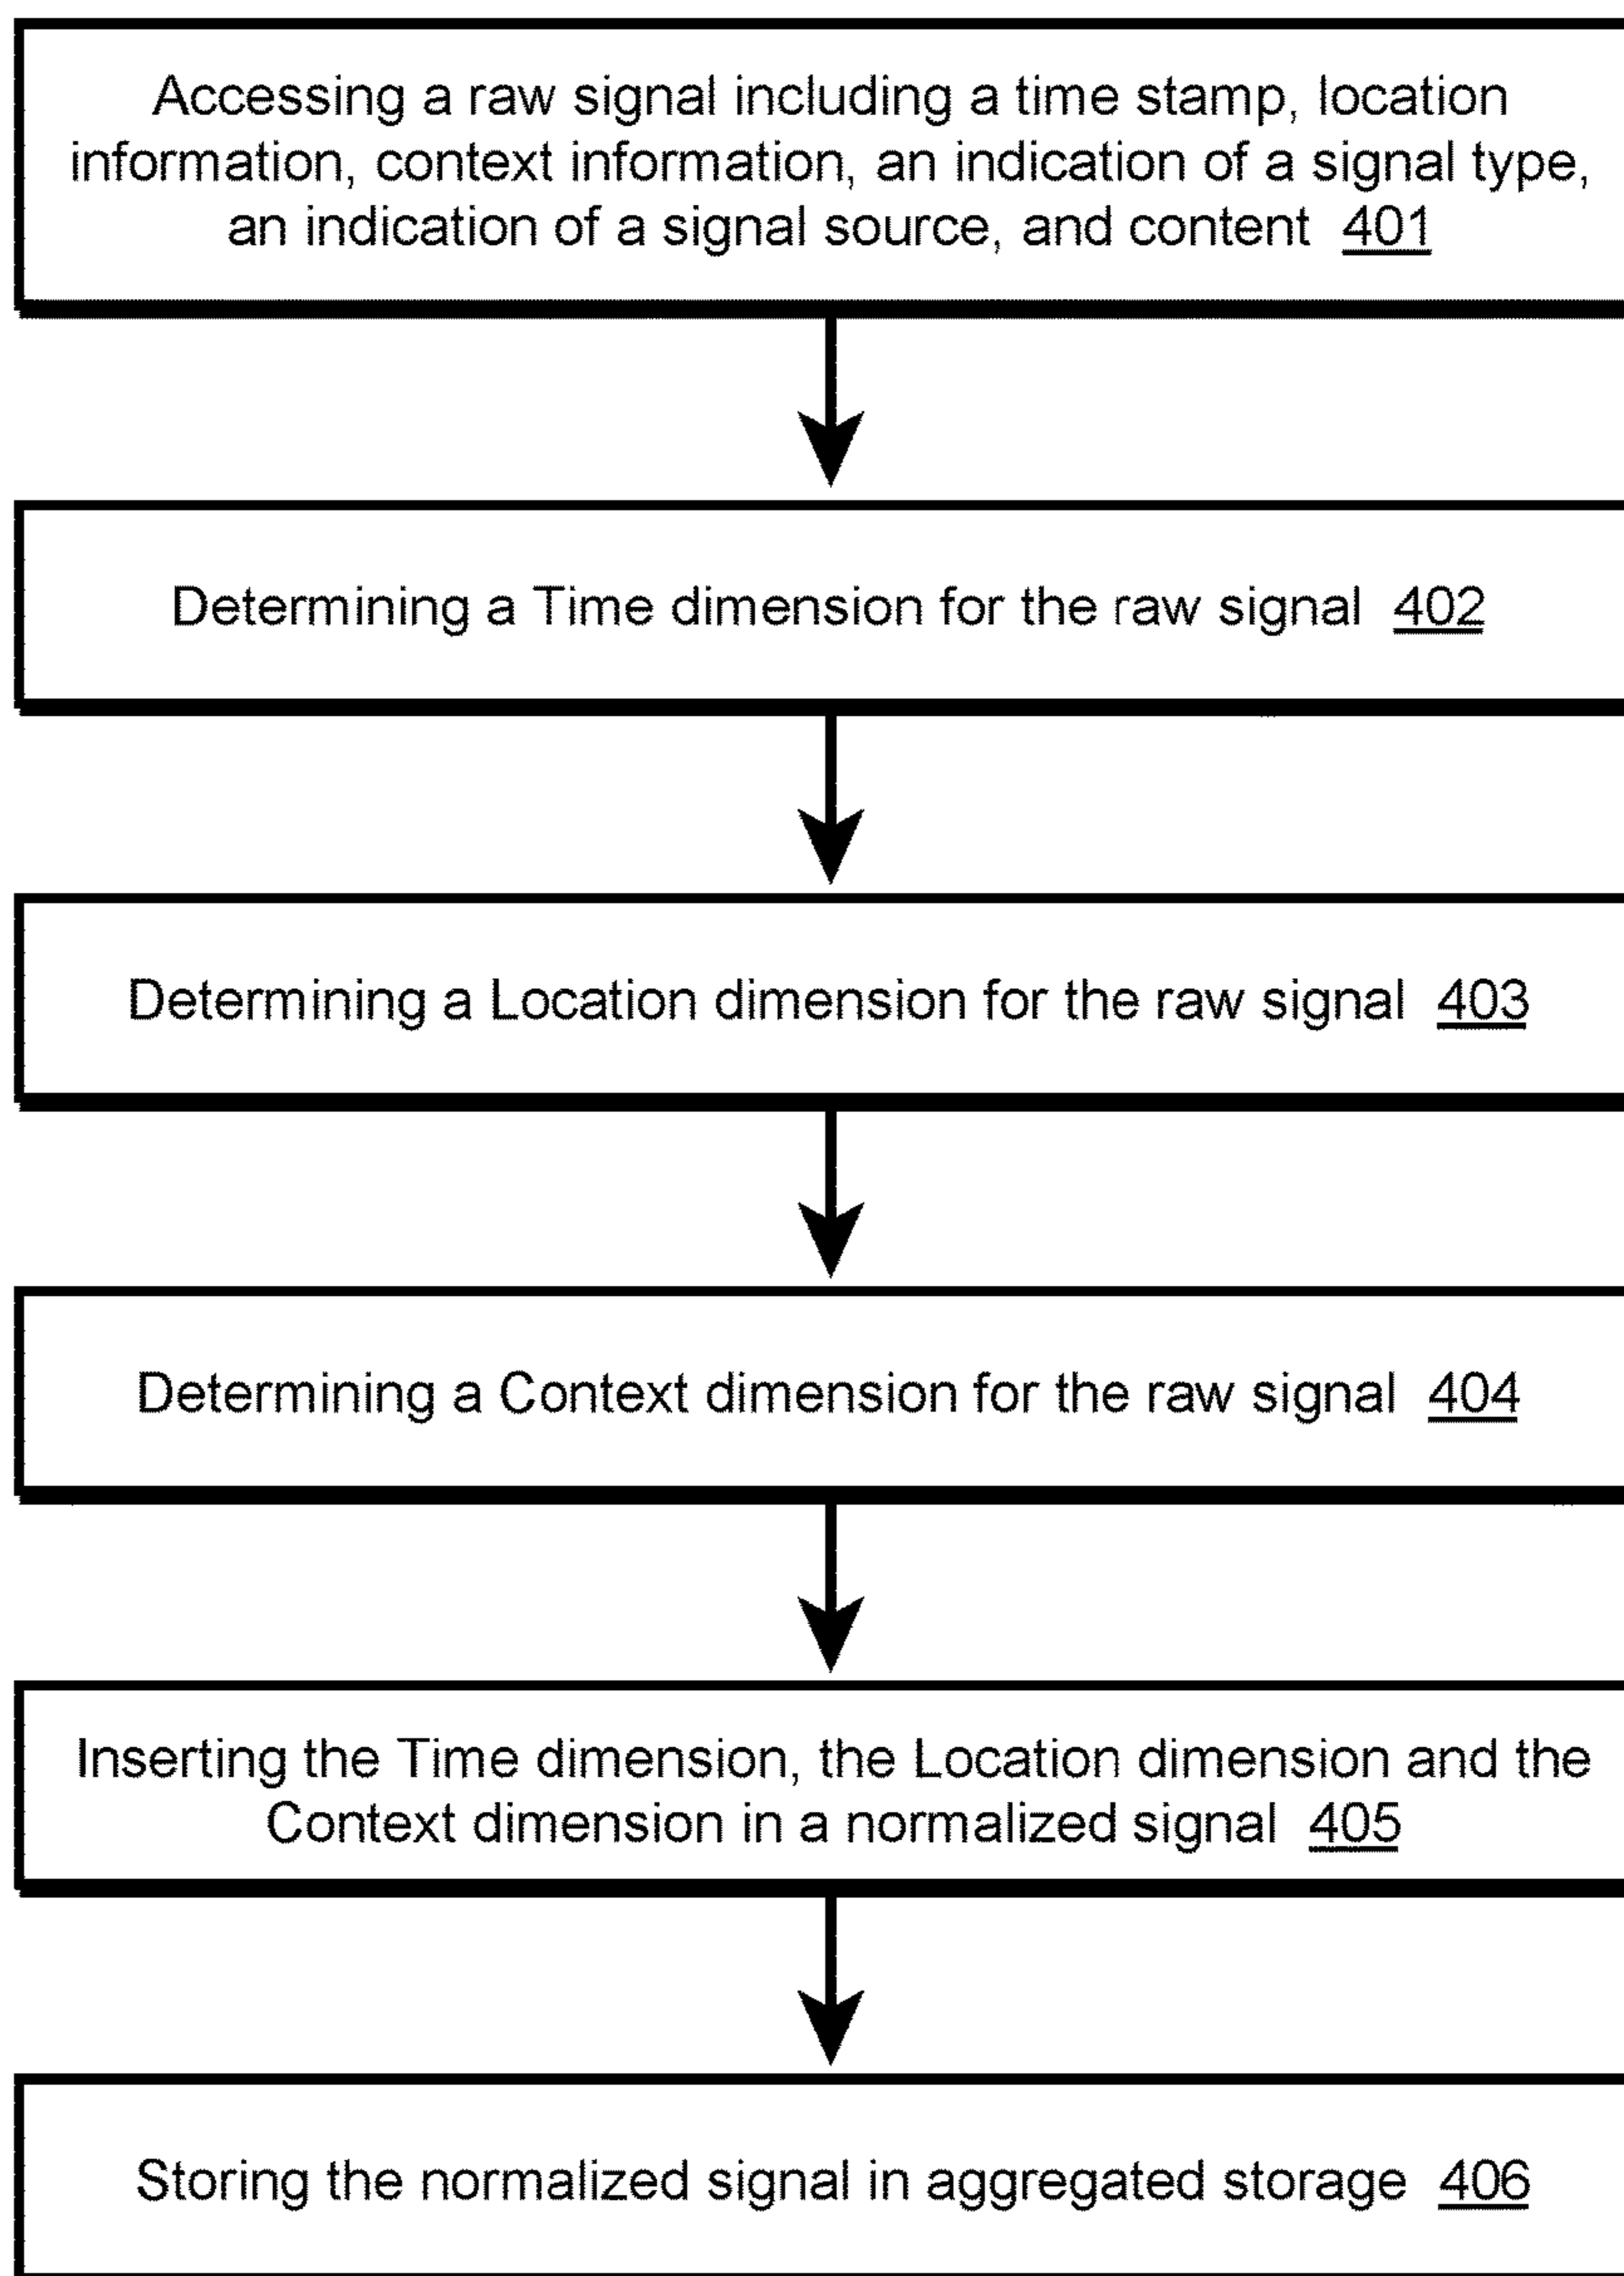 Accessing a raw signal including a time stamp, location
information, context information, an indication of a signal type,
an indication of a signal source, and content 401
Determining a Time dimension for the raw signal 402
Determining a Location dimension for the raw signal 403
Determining a Context dimension for the raw signal 404
Inserting the Time dimension, the Location dimension and the
Context dimension in a normalized signal 405
Storing the normalized signal in aggregated storage 406